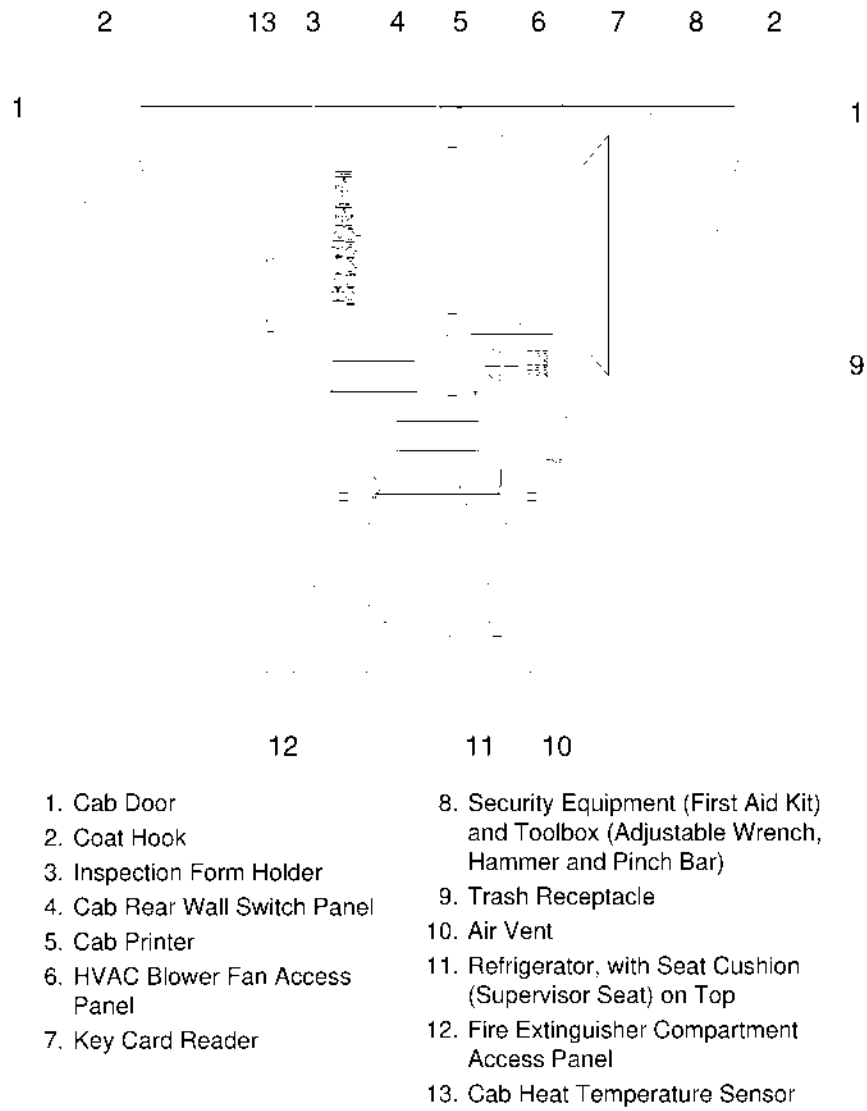 2 13 3 4 5 6 7 8 2
1 1
9
12 11 10
1. Cab Door
2. Coat Hook
3. Inspection Form Holder
4. Cab Rear Wall Switch Panel
5. Cab Printer
6. HVAC Blower Fan Access
Panel
7. Key Card Reader
8. Security Equipment (First Aid Kit)
and Toolbox (Adjustable Wrench,
Hammer and Pinch Bar)
9. Trash Receptacle
10. Air Vent
11. Refrigerator, with Seat Cushion
(Supervisor Seat) on Top
12. Fire Extinguisher Compartment
Access Panel
13. Cab Heat Temperature Sensor